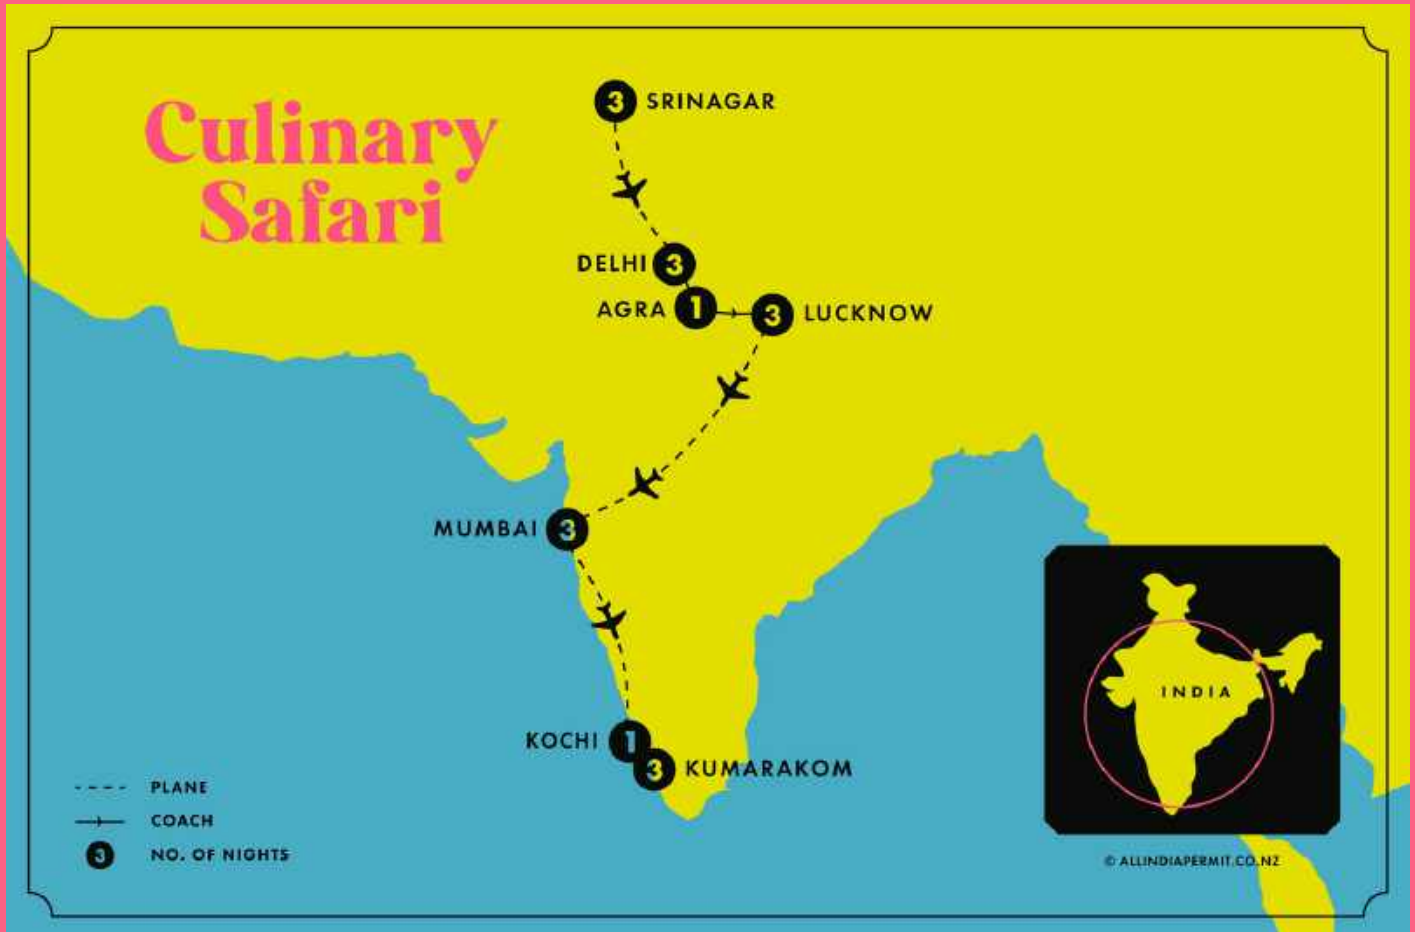 Culinary
Safari
3 SRINAGAR
DELHI 3
AGRA 1
3 LUCKNOW
MUMBAI 3
KOCHI 1
3 KUMARAKOM
INDIA
PLANE
COACH
3 NO. OF NIGHTS
© ALLINDIAPERMIT.CO.NZ